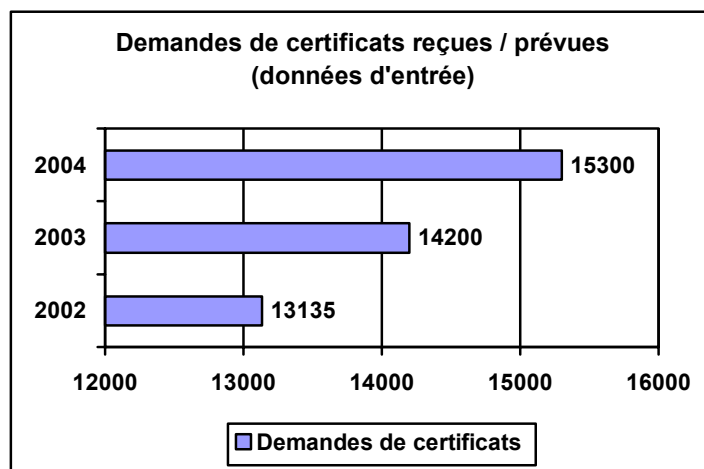 Demandes de certificats reçues / prévues
(données d'entrée)
2004
15300
2003
14200
2002
13135
12000 13000 14000 15000 16000
Demandes de certificats